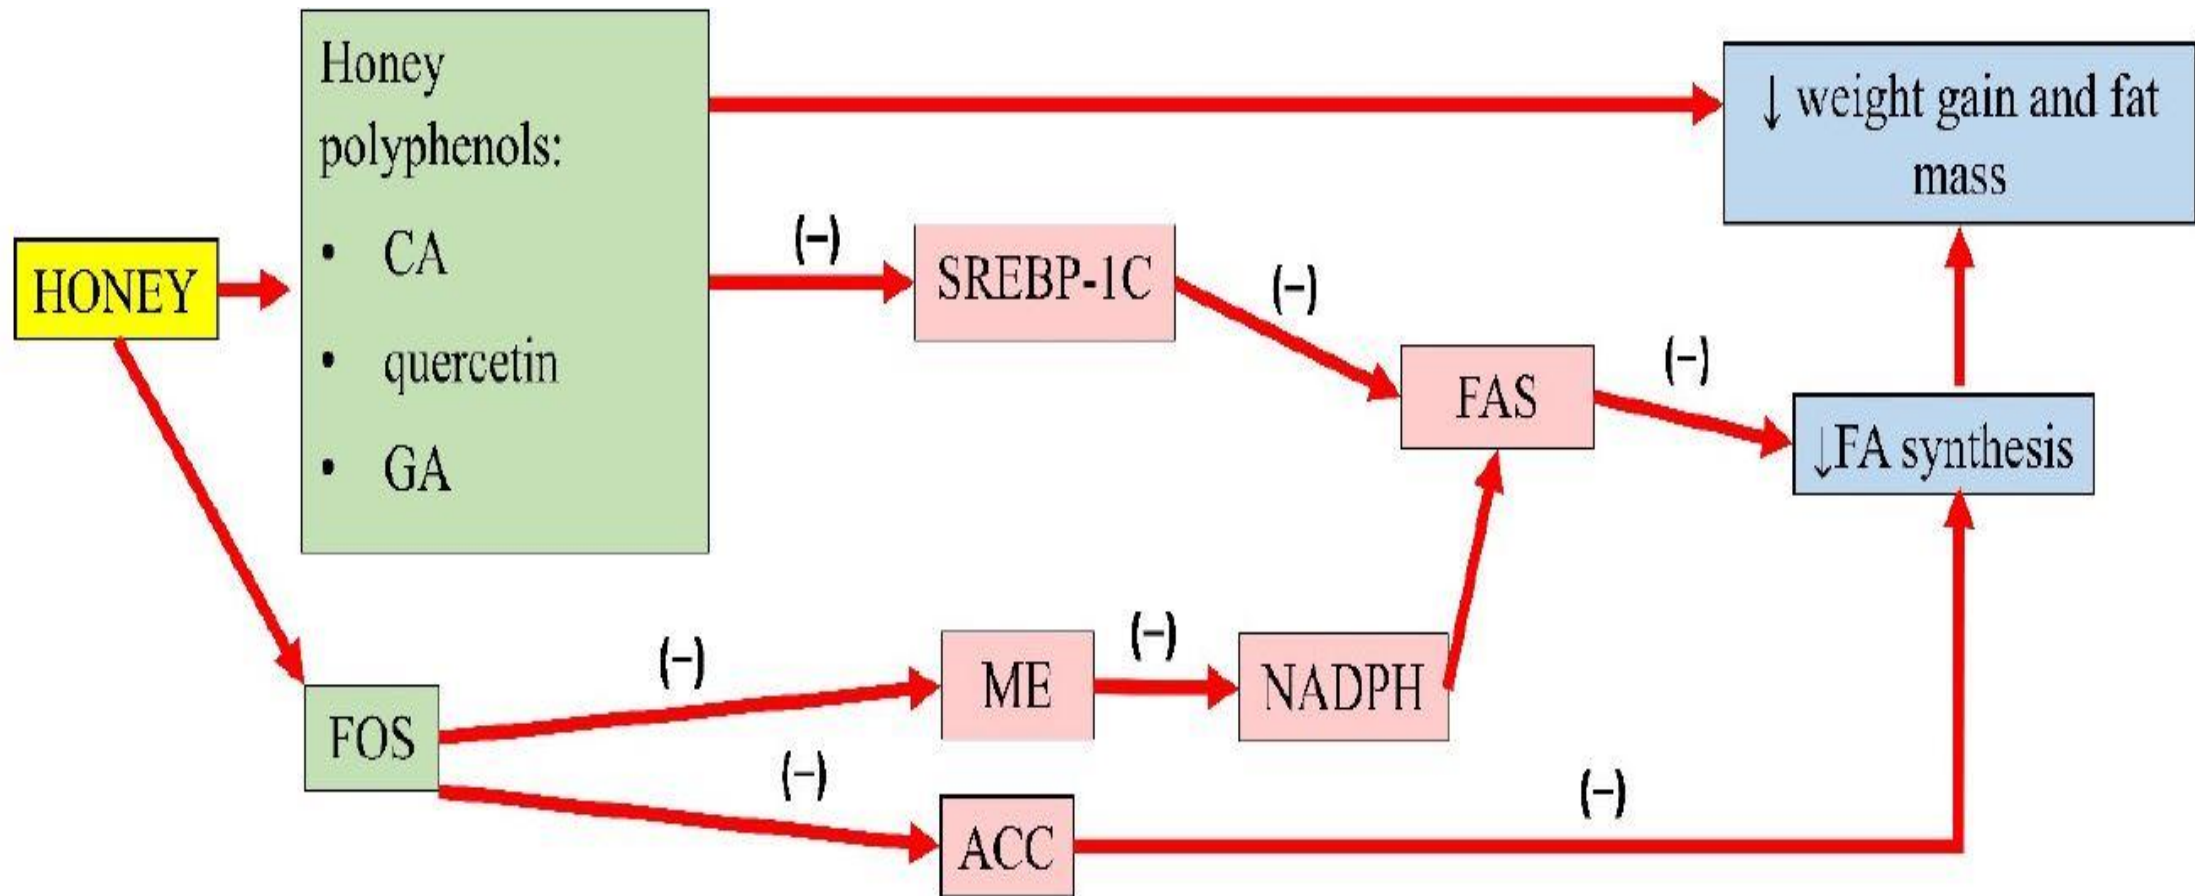 Honey
polyphenols:
• CA
• quercetin
• GA
↓ weight gain and fat
mass
HONEY
(−)
SREBP-1C
(−)
FAS
(−)
↓FA synthesis
FOS
(−)
ME
(−)
NADPH
(−)
ACC
(−)